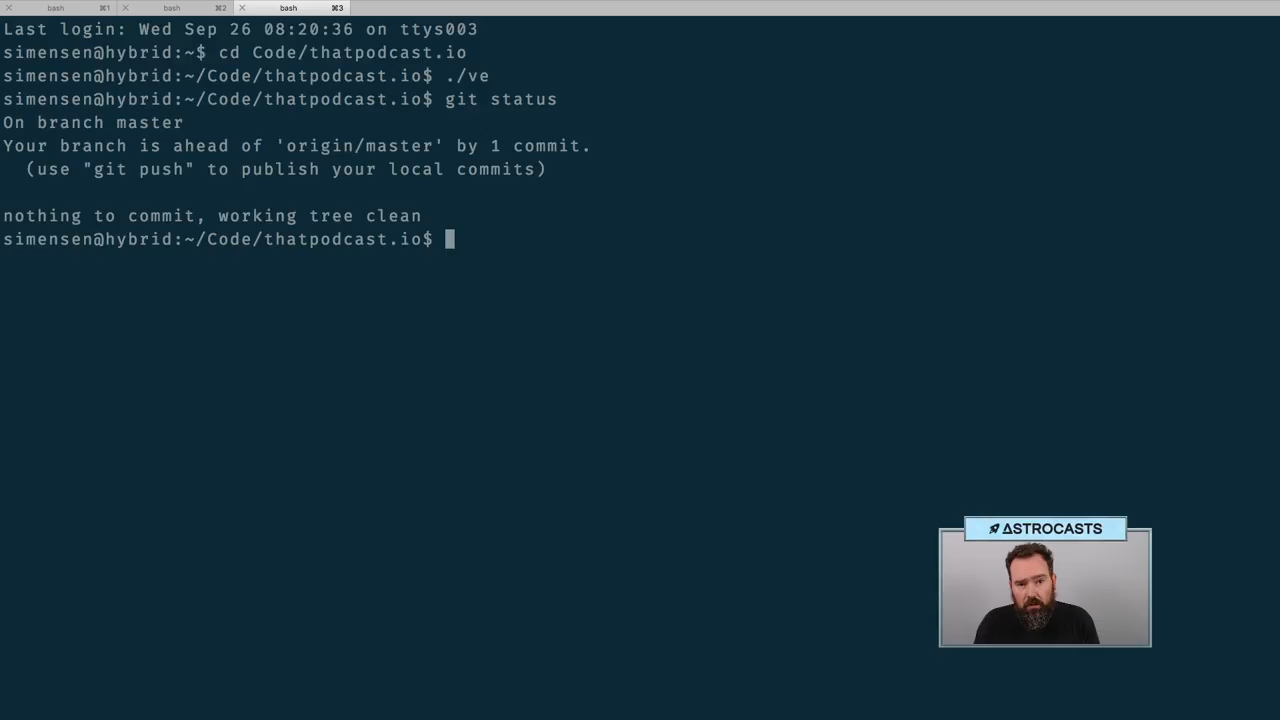 bash ⌘1 bash ⌘2 bash ⌘3
Last login: Wed Sep 26 08:20:36 on ttys003
simensen@hybrid:~$ cd Code/thatpodcast.io
simensen@hybrid:~/Code/thatpodcast.io$ ./ve
simensen@hybrid:~/Code/thatpodcast.io$ git status
On branch master
Your branch is ahead of 'origin/master' by 1 commit.
(use "git push" to publish your local commits)
nothing to commit, working tree clean
simensen@hybrid:~/Code/thatpodcast.io$
ΔSTROCASTS